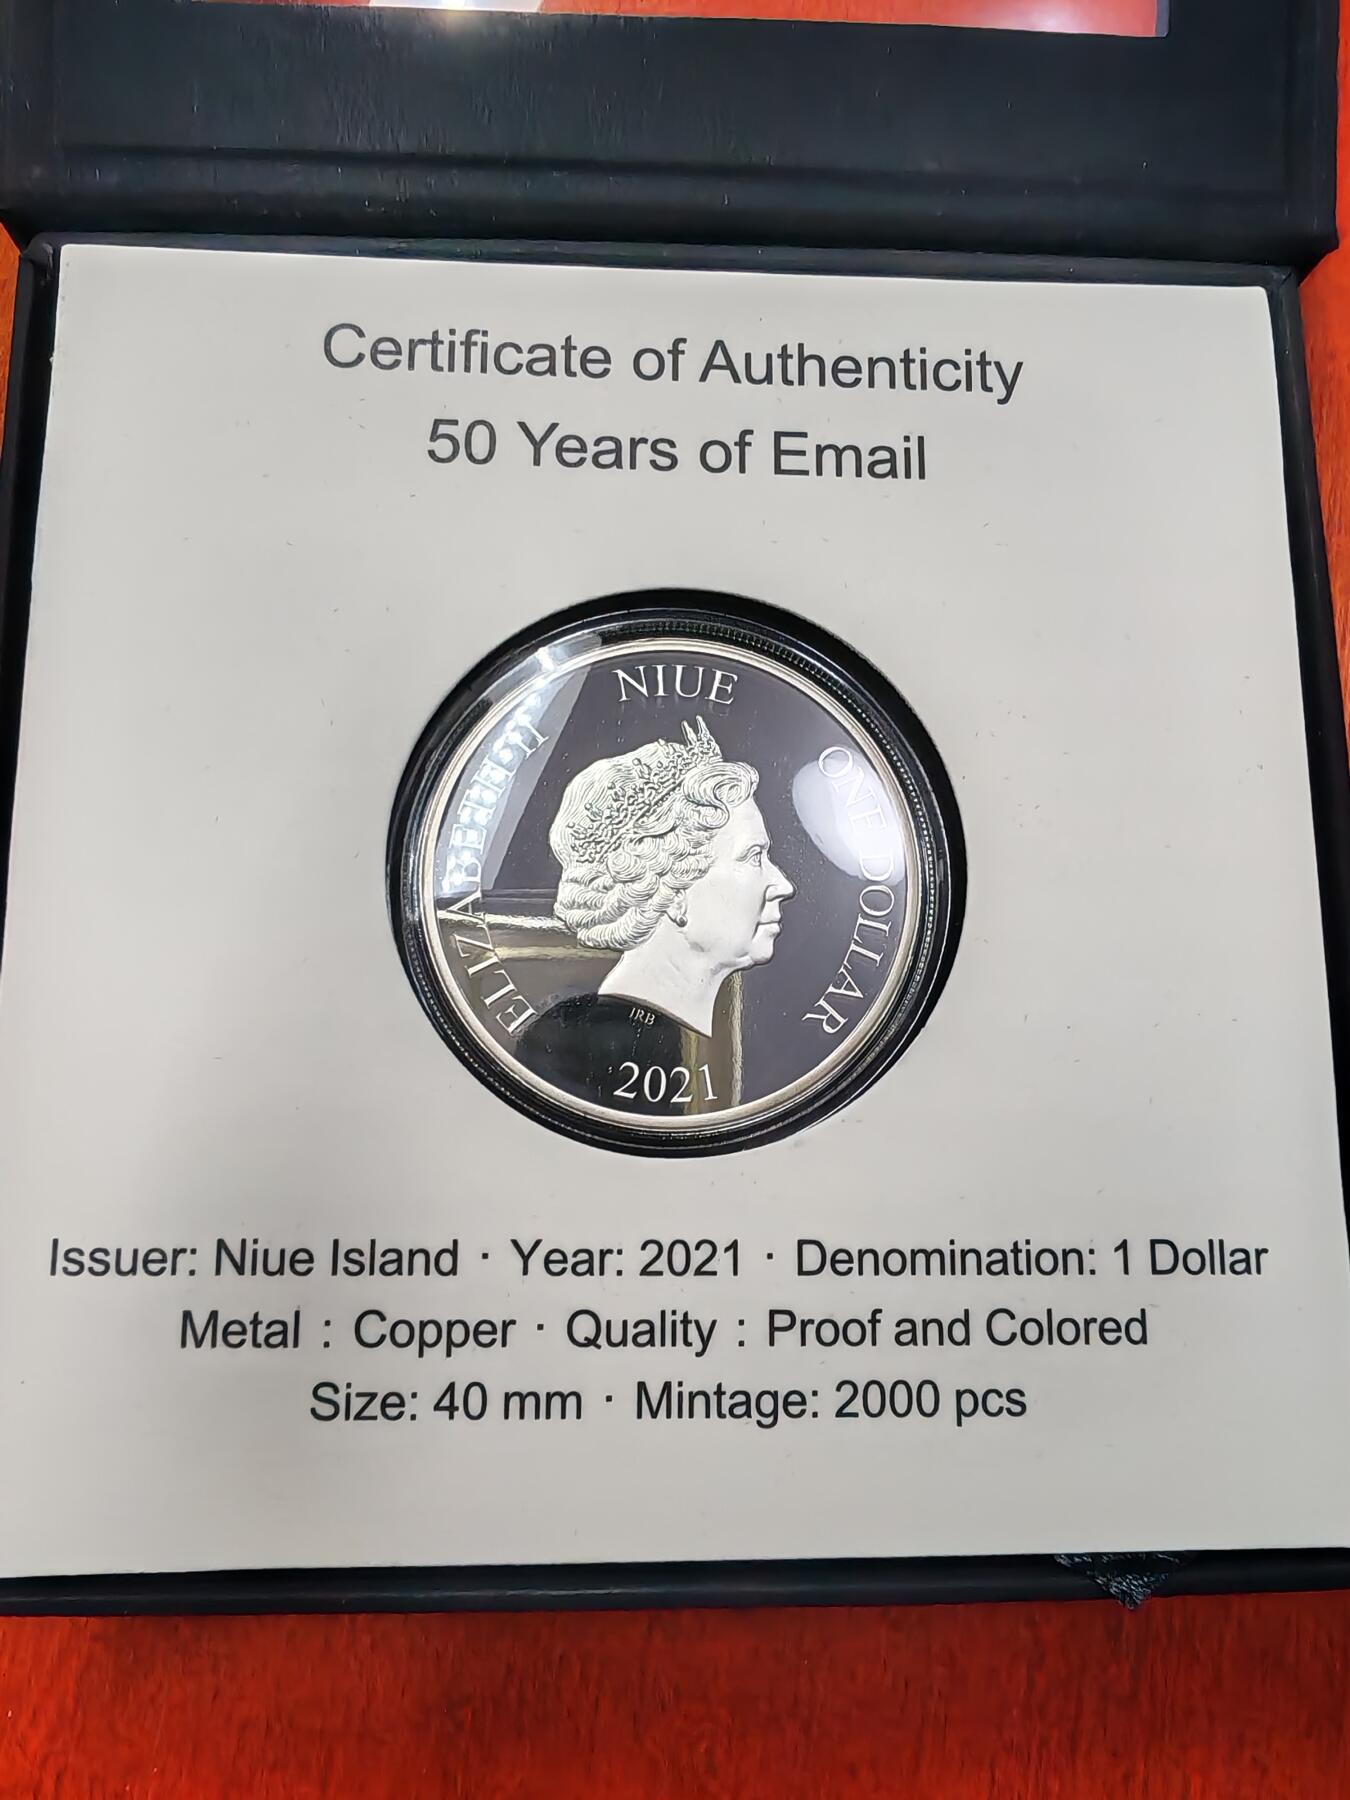 Certificate of Authenticity
50 Years of Email
NIUE
ELIZABETH II
ONE DOLLAR
IRB
2021
Issuer: Niue Island · Year: 2021 · Denomination: 1 Dollar
Metal : Copper · Quality : Proof and Colored
Size: 40 mm · Mintage: 2000 pcs